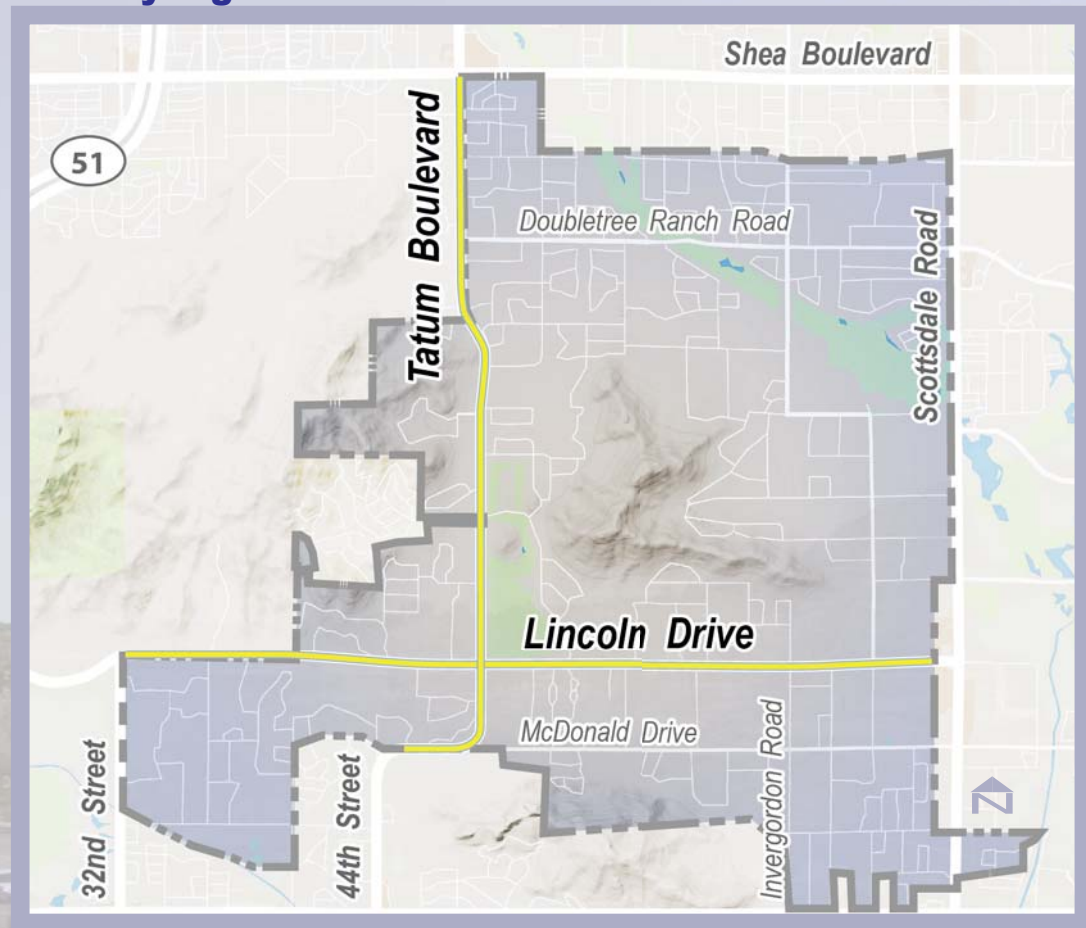 Shea Boulevard
51
Tatum Boulevard
Doubletree Ranch Road
Scottsdale Road
Lincoln Drive
McDonald Drive
Invergordon Road
32nd Street
44th Street
N